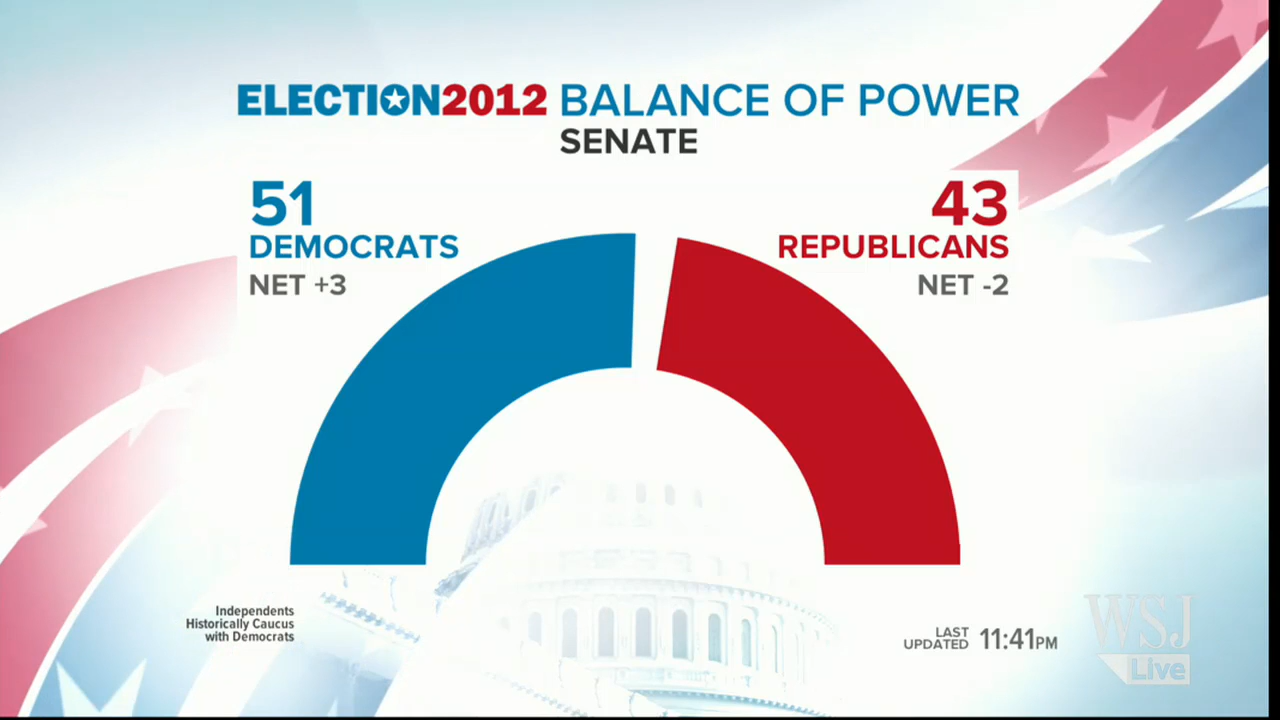 ELECTION2012 BALANCE OF POWER
SENATE
51
DEMOCRATS
NET +3
43
REPUBLICANS
NET -2
Independents
Historically Caucus
with Democrats
LAST
UPDATED 11:41PM
WSJ
Live